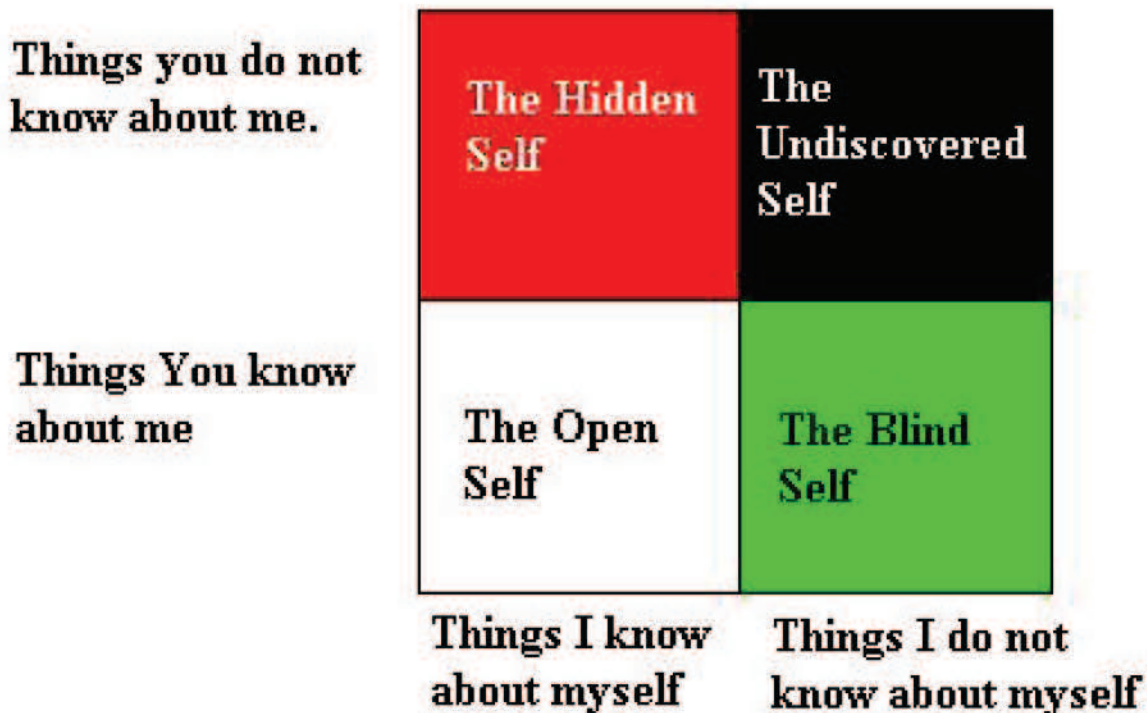 Things you do not
know about me.
The Hidden
Self
The
Undiscovered
Self
Things You know
about me
The Open
Self
The Blind
Self
Things I know
about myself
Things I do not
know about myself